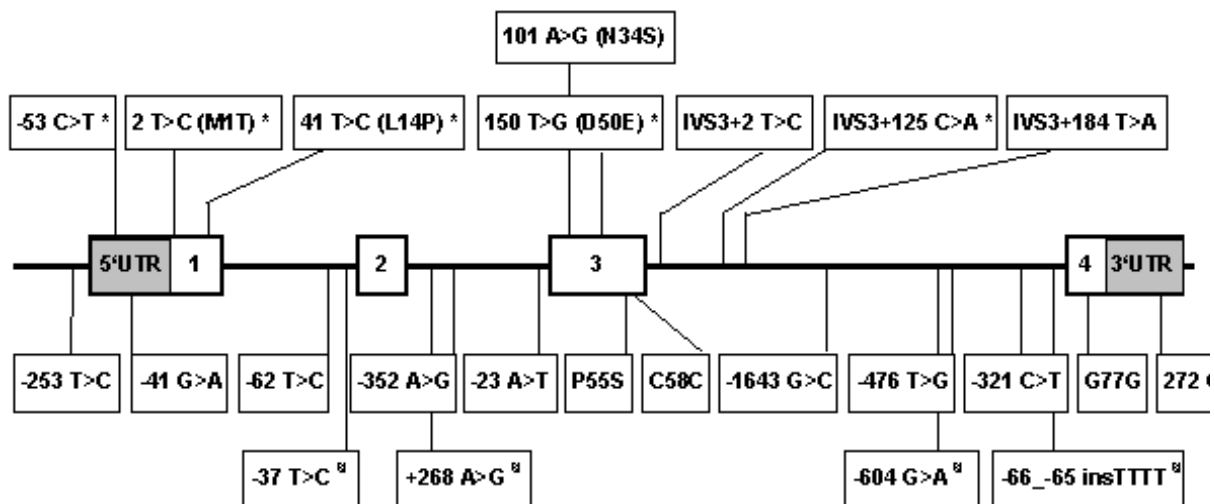 101 A>G (N34S)
-53 C>T *
2 T>C (M1T) *
41 T>C (L14P) *
150 T>G (D50E) *
IVS3+2 T>C
IVS3+125 C>A *
IVS3+184 T>A
5'UTR
1
2
3
4
3'UTR
-253 T>C
-41 G>A
-62 T>C
-352 A>G
-23 A>T
P55S
C58C
-1643 G>C
-476 T>G
-321 C>T
G77G
272
-37 T>C
+268 A>G
-604 G>A
-66_-65 insTTTT